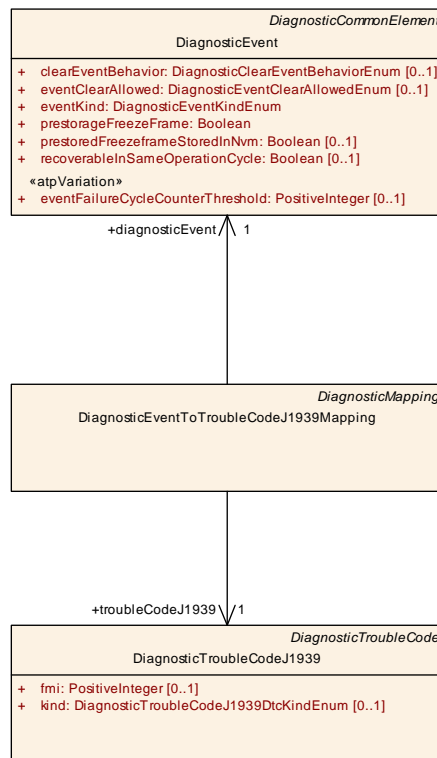 DiagnosticCommonElement
DiagnosticEvent
+ clearEventBehavior: DiagnosticClearEventBehaviorEnum [0..1]
+ eventClearAllowed: DiagnosticEventClearAllowedEnum [0..1]
+ eventKind: DiagnosticEventKindEnum
+ prestorageFreezeFrame: Boolean
+ prestoredFreezeframeStoredInNvm: Boolean [0..1]
+ recoverableInSameOperationCycle: Boolean [0..1]
«atpVariation»
+ eventFailureCycleCounterThreshold: PositiveInteger [0..1]
+diagnosticEvent 1
DiagnosticMapping
DiagnosticEventToTroubleCodeJ1939Mapping
+troubleCodeJ1939 1
DiagnosticTroubleCode
DiagnosticTroubleCodeJ1939
+ fmi: PositiveInteger [0..1]
+ kind: DiagnosticTroubleCodeJ1939DtcKindEnum [0..1]